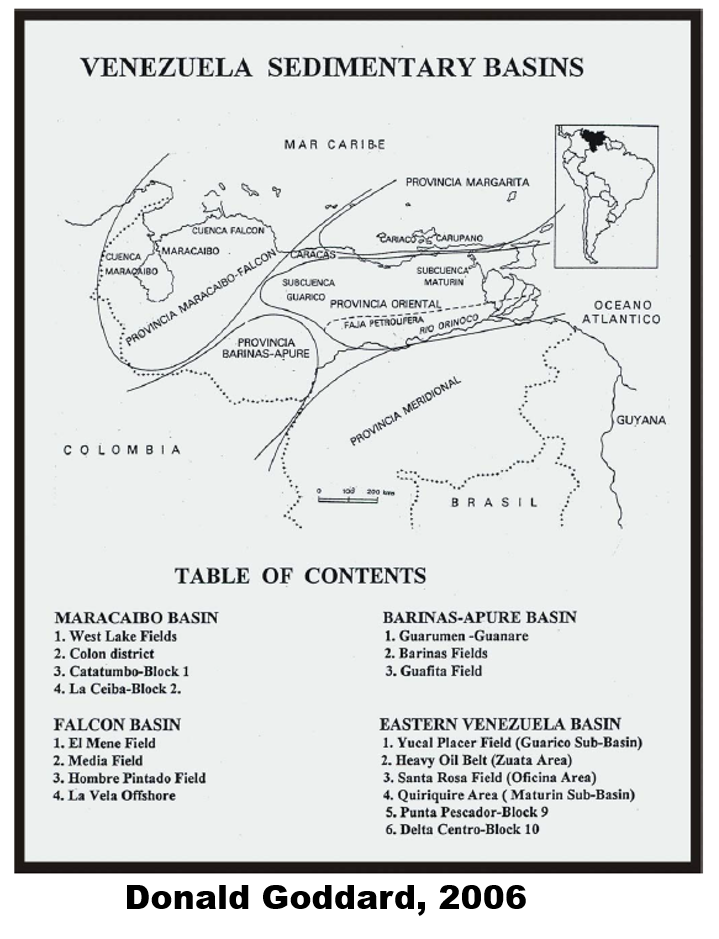 VENEZUELA SEDIMENTARY BASINS
MAR CARIBE
PROVINCIA MARGARITA
CUENCA FALCON
CARIACO
CARUPANO
CUENCA
MARACAIBO
MARACAIBO
CARACAS
PROVINCIA MARACAIBO-FALCON
SUBCUENCA
GUARICO
SUBCUENCA
MATURIN
PROVINCIA ORIENTAL
FAJA PETROLIFERA
RIO ORINOCO
OCEANO
ATLANTICO
PROVINCIA
BARINAS-APURE
PROVINCIA MERIDIONAL
GUYANA
COLOMBIA
0 100 200 kms
BRASIL
TABLE OF CONTENTS
MARACAIBO BASIN
1. West Lake Fields
2. Colon district
3. Catatumbo-Block 1
4. La Ceiba-Block 2.
BARINAS-APURE BASIN
1. Guarumen -Guanare
2. Barinas Fields
3. Guafita Field
FALCON BASIN
1. El Mene Field
2. Media Field
3. Hombre Pintado Field
4. La Vela Offshore
EASTERN VENEZUELA BASIN
1. Yucal Placer Field (Guarico Sub-Basin)
2. Heavy Oil Belt (Zuata Area)
3. Santa Rosa Field (Oficina Area)
4. Quiriquire Area ( Maturin Sub-Basin)
5. Punta Pescador-Block 9
6. Delta Centro-Block 10
Donald Goddard, 2006